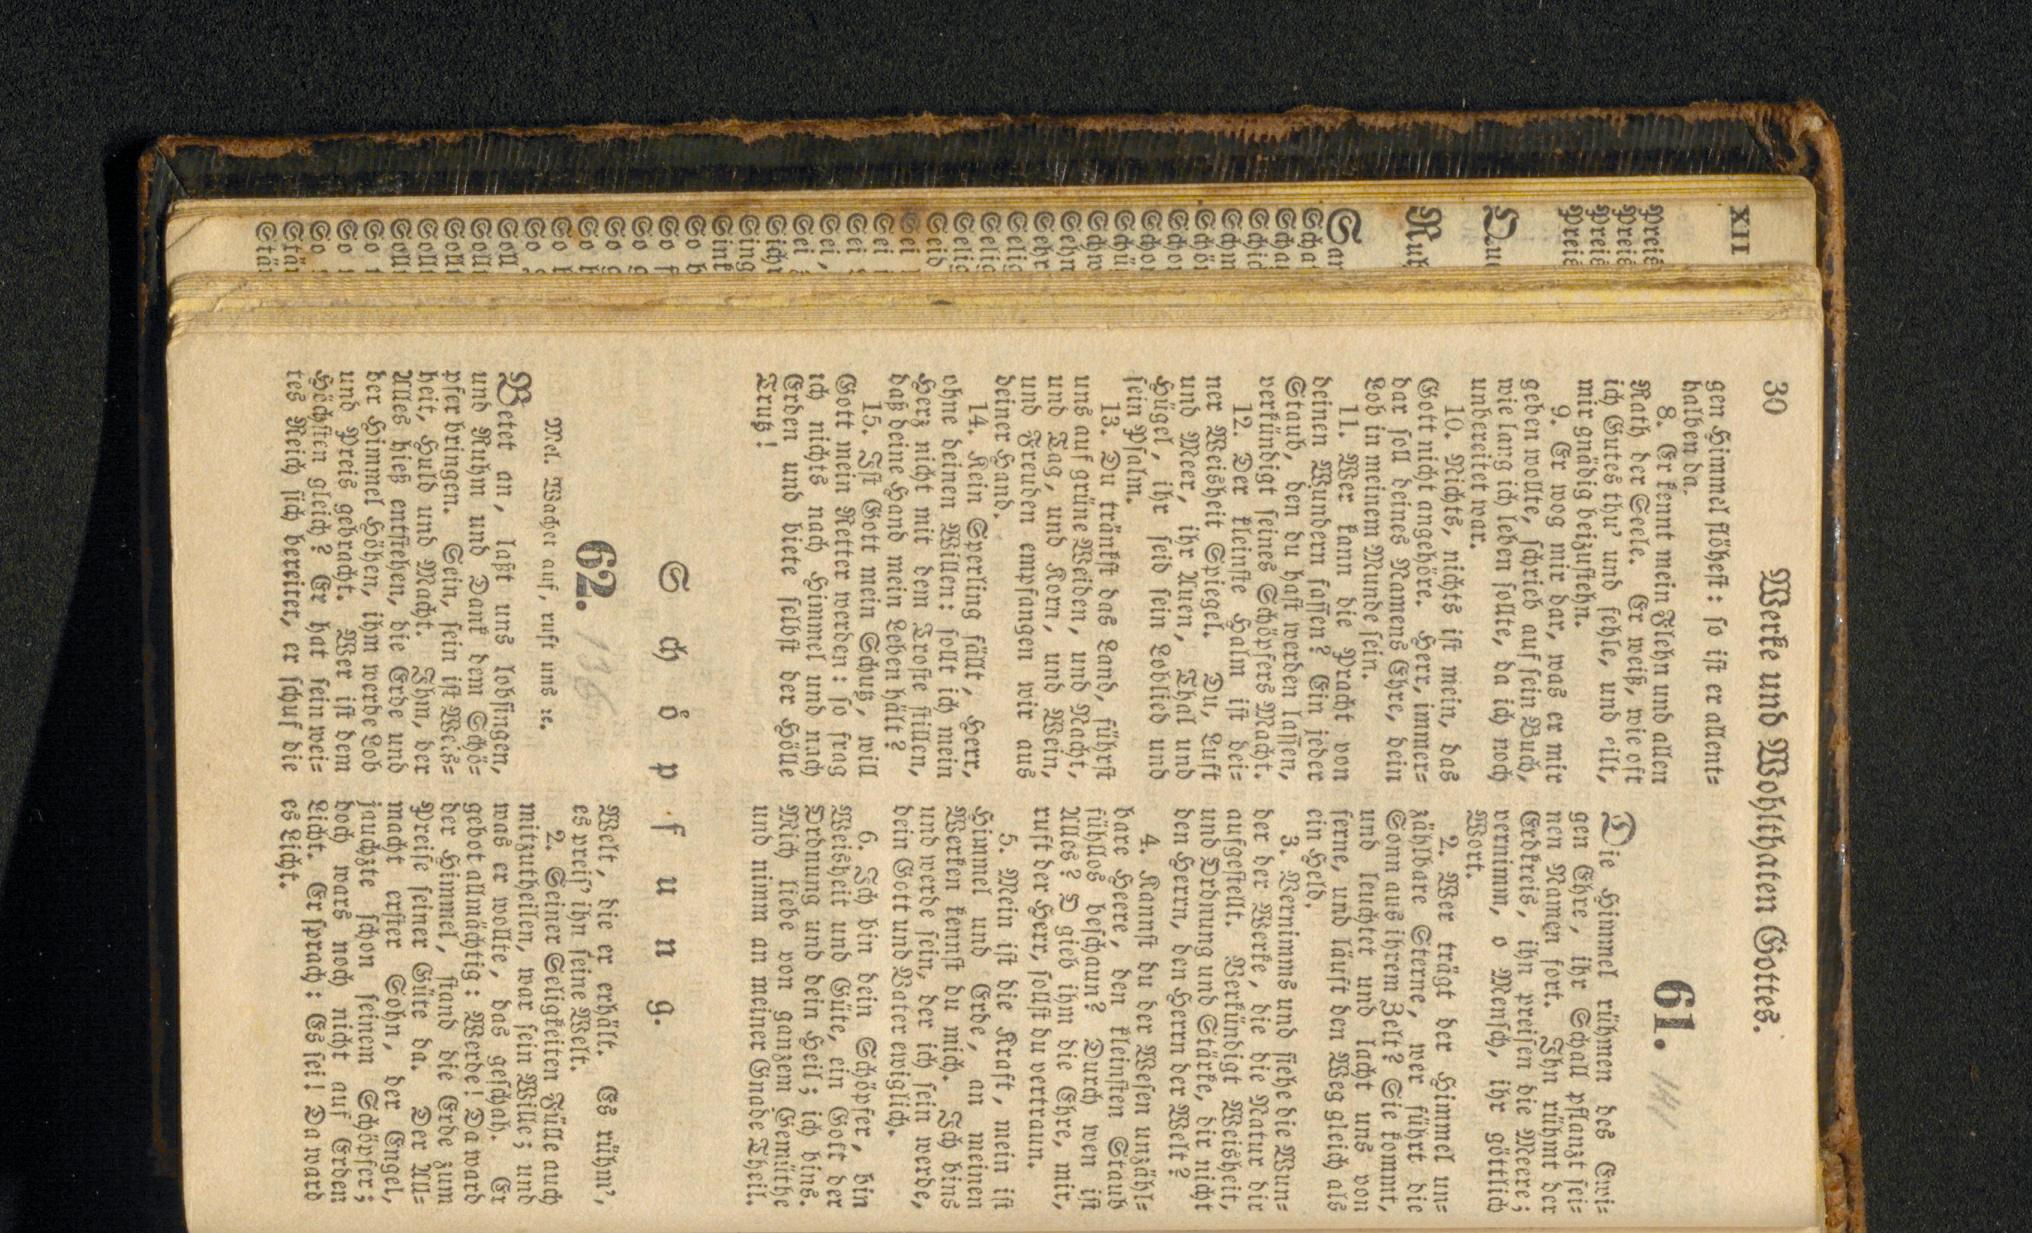 30 Werke und Wohlthaten Gottes.
gen Himmel flöhest: so ist er allent-
halben da.
8. Er kennt mein Flehn und allen
Rath der Seele. Er weiß, wie oft
ich Gutes thu' und fehle, und eilt,
mir gnädig beizustehn.
9. Er wog mir dar, was er mir
geben wollte, schrieb auf sein Buch,
wie lang ich leben sollte, da ich noch
unbereitet war.
10. Nichts, nichts ist mein, das
Gott nicht angehöre. Herr, immer-
dar soll deines Namens Ehre, dein
Lob in meinem Munde sein.
11. Wer kann die Pracht von
deinen Wundern fassen? Ein jeder
Staub, den du hast werden lassen,
verkündigt seines Schöpfers Macht.
12. Der kleinste Halm ist dei-
ner Weisheit Spiegel. Du, Luft
und Meer, ihr Auen, Thal und
Hügel, ihr seid sein Loblied und
sein Psalm.
13. Du tränkst das Land, führst
uns auf grüne Weiden, und Nacht,
und Tag, und Korn, und Wein,
und Freuden empfangen wir aus
deiner Hand.
14. Kein Sperling fällt, Herr,
ohne deinen Willen: sollt ich mein
Herz nicht mit dem Troste stillen,
daß deine Hand mein Leben hält?
15. Ist Gott mein Schutz, will
Gott mein Retter werden: so frag
ich nichts nach Himmel und nach
Erden und biete selbst der Hölle
Trutz!
61. 141
Die Himmel rühmen des Ewi-
gen Ehre, ihr Schall pflanzt sei-
nen Namen fort. Ihn rühmt der
Erdkreis, ihn preisen die Meere;
vernimm, o Mensch, ihr göttlich
Wort.
2. Wer trägt der Himmel un-
zählbare Sterne, wer führt die
Sonn aus ihrem Zelt? Sie kommt,
und leuchtet und lacht uns von
ferne, und läuft den Weg gleich als
ein Held.
3. Vernimms und siehe die Wun-
der der Werke, die die Natur dir
aufgestellt. Verkündigt Weisheit,
und Ordnung und Stärke, dir nicht
den Herrn, den Herrn der Welt?
4. Kannst du der Wesen unzähl-
bare Heere, den kleinsten Staub
fühllos beschaun? Durch wen ist
Alles? O gieb ihm die Ehre, mir,
ruft der Herr, sollst du vertraun.
5. Mein ist die Kraft, mein ist
Himmel und Erde, an meinen
Werken kennst du mich. Ich bins
und werde sein, der ich sein werde,
dein Gott und Vater ewiglich.
6. Ich bin dein Schöpfer, bin
Weisheit und Güte, ein Gott der
Ordnung und dein Heil; ich bins.
Mich liebe von ganzem Gemüthe
und nimm an meiner Gnade Theil.
Schöpfung.
62. 136
Mel. Wachet auf, ruft uns ꝛc.
Betet an, laßt uns lobsingen,
und Ruhm und Dank dem Schö-
pfer bringen. Sein, sein ist Weis-
heit, Huld und Macht. Ihm, der
Alles hieß entstehen, die Erde und
der Himmel Höhen, ihm werde Lob
und Preis gebracht. Wer ist dem
Höchsten gleich? Er hat sein wei-
tes Reich sich bereitet, er schuf die
Welt, die er erhält. Es rühm',
es preis' ihn seine Welt.
2. Seiner Seligkeiten Fülle auch
mitzutheilen, war sein Wille; und
was er wollte, das geschah. Er
gebot allmächtig: Werde! Da ward
der Himmel, stand die Erde zum
Preise seiner Güte da. Der All-
macht erster Sohn, der Engel,
jauchzte schon seinem Schöpfer;
doch wars noch nicht auf Erden
Licht. Er sprach: Es sei! Da ward
es Licht.
XII
Preis
Preis
Preis
Preis